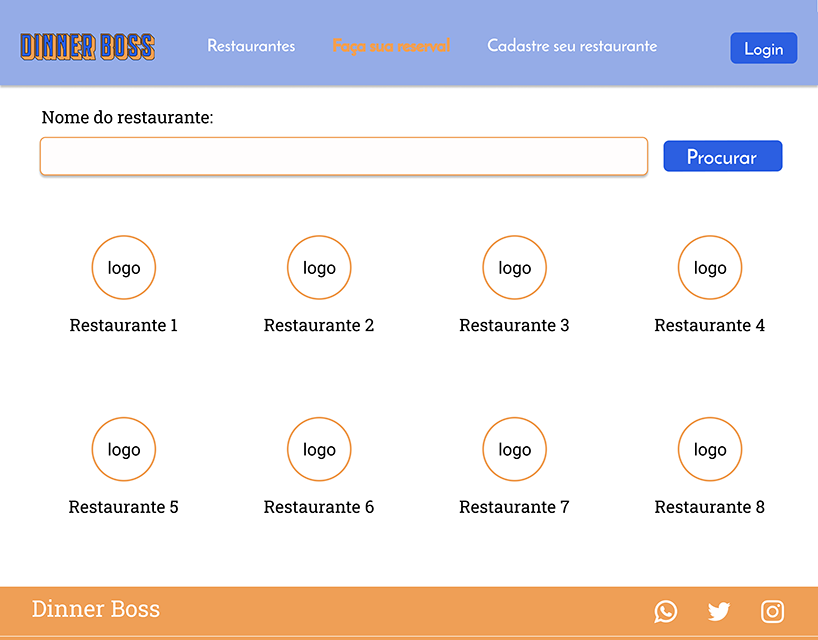 DINNER BOSS Restaurantes Faça sua reserva! Cadastre seu restaurante Login
Nome do restaurante:
Procurar
logo logo logo logo
Restaurante 1 Restaurante 2 Restaurante 3 Restaurante 4
logo logo logo logo
Restaurante 5 Restaurante 6 Restaurante 7 Restaurante 8
Dinner Boss